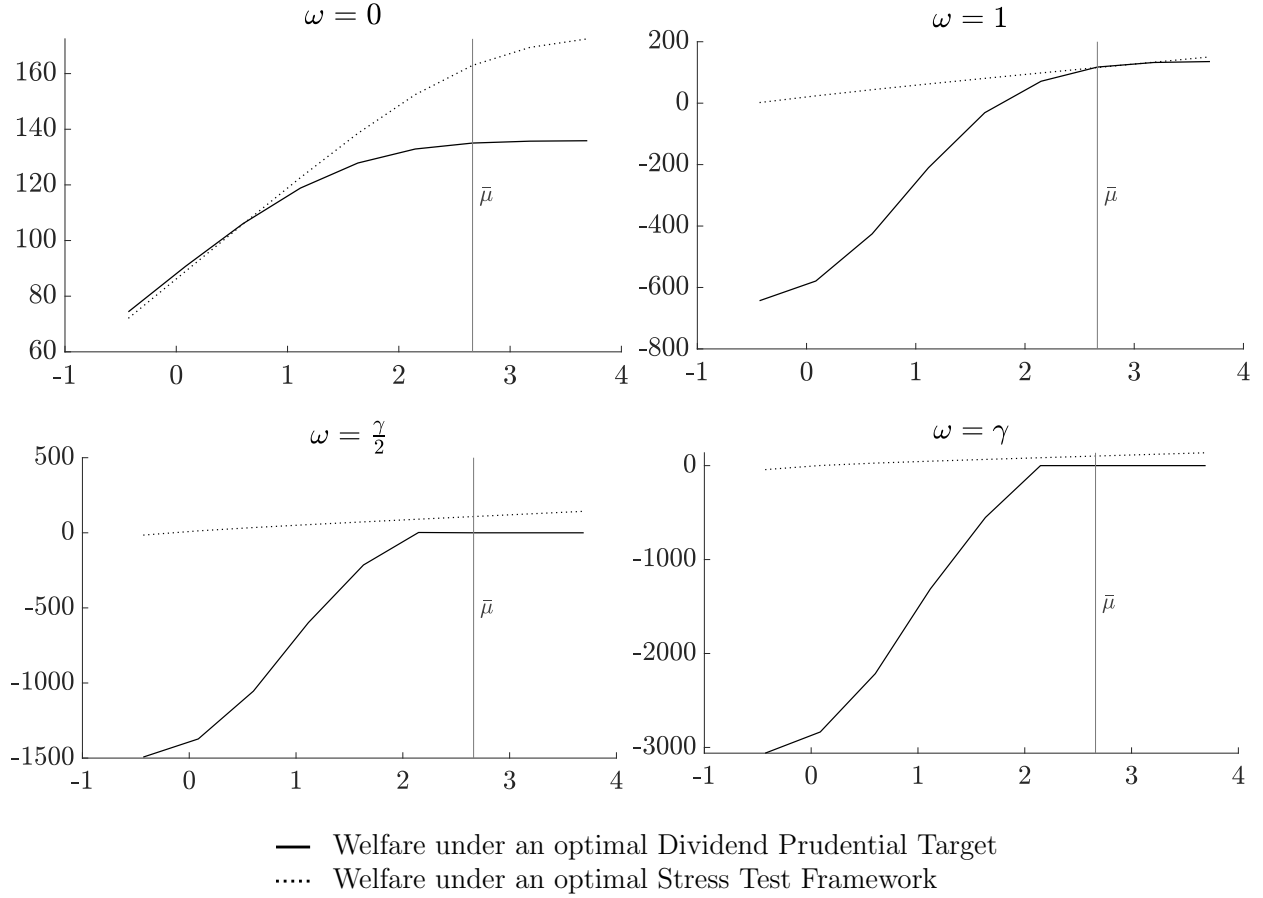 ω = 0
160
140
120
100
80
60
-1 0 1 2 3 4
μ̄
ω = 1
200
0
-200
-400
-600
-800
-1 0 1 2 3 4
μ̄
ω = γ/2
500
0
-500
-1000
-1500
-1 0 1 2 3 4
μ̄
ω = γ
0
-1000
-2000
-3000
-1 0 1 2 3 4
μ̄
Welfare under an optimal Dividend Prudential Target
Welfare under an optimal Stress Test Framework